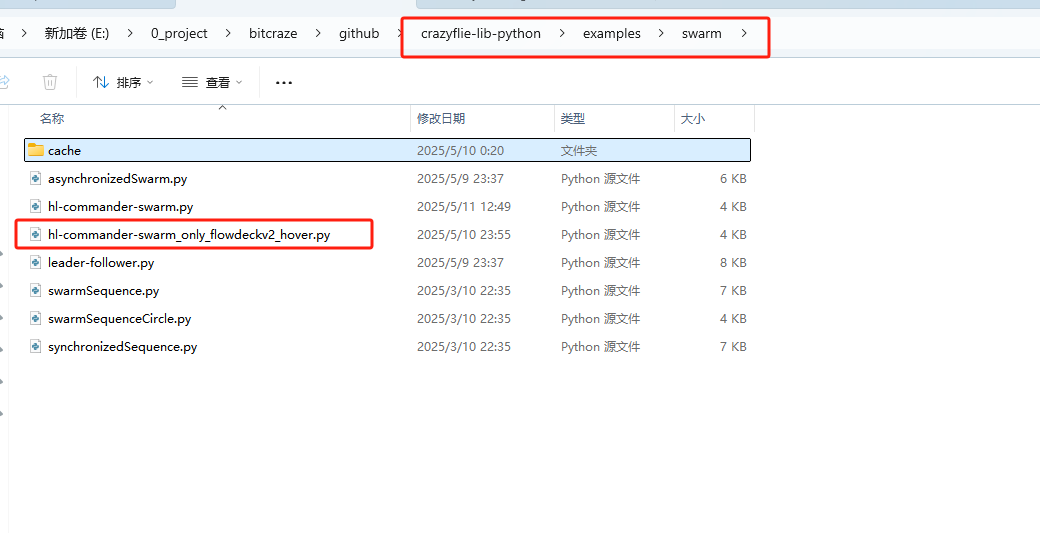 新加卷 (E:) > 0_project > bitcraze > github > crazyflie-lib-python > examples > swarm >
排序 查看 ···
名称 修改日期 类型 大小
cache 2025/5/10 0:20 文件夹
asynchronizedSwarm.py 2025/5/9 23:37 Python 源文件 6 KB
hl-commander-swarm.py 2025/5/11 12:49 Python 源文件 4 KB
hl-commander-swarm_only_flowdeckv2_hover.py 2025/5/10 23:55 Python 源文件 4 KB
leader-follower.py 2025/5/9 23:37 Python 源文件 8 KB
swarmSequence.py 2025/3/10 22:35 Python 源文件 7 KB
swarmSequenceCircle.py 2025/3/10 22:35 Python 源文件 4 KB
synchronizedSequence.py 2025/3/10 22:35 Python 源文件 7 KB